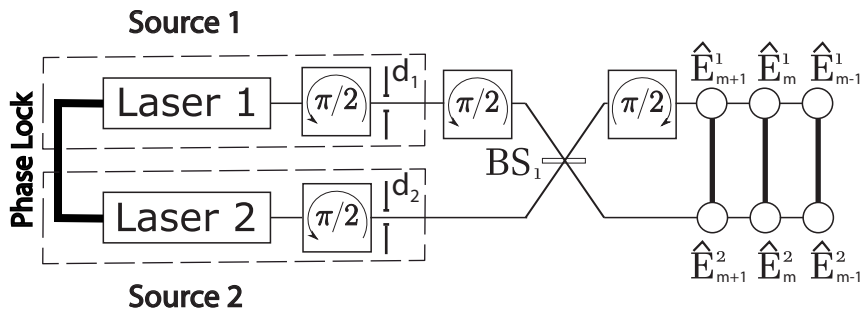 Source 1
Phase Lock
Laser 1
π/2
d₁
π/2
BS₁
π/2
Ê¹ₘ₊₁
Ê¹ₘ
Ê¹ₘ₋₁
Laser 2
π/2
d₂
Ê²ₘ₊₁
Ê²ₘ
Ê²ₘ₋₁
Source 2